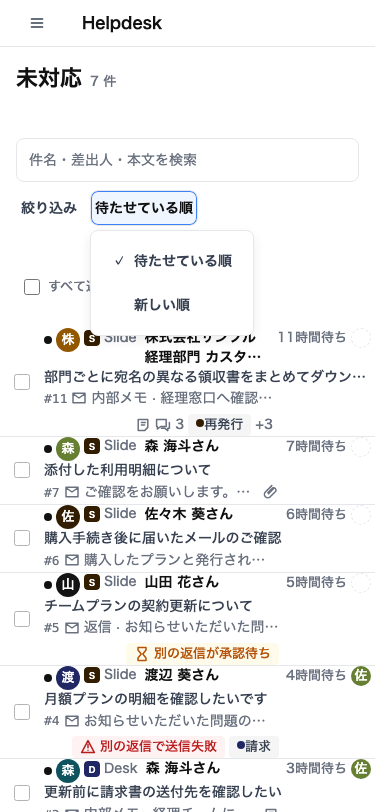 Helpdesk
未対応 7 件
件名・差出人・本文を検索
絞り込み 待たせている順
✓ 待たせている順
新しい順
すべて
株 S Slide 株式会社サンプル 11時間待ち
経理部門 カスタ…
部門ごとに宛名の異なる領収書をまとめてダウン…
#11 内部メモ・経理窓口へ確認…
3 再発行 +3
森 S Slide 森 海斗さん 7時間待ち
添付した利用明細について
#7 ご確認をお願いします。…
佐 S Slide 佐々木 葵さん 6時間待ち
購入手続き後に届いたメールのご確認
#6 購入したプランと発行され…
山 S Slide 山田 花さん 5時間待ち
チームプランの契約更新について
#5 返信・お知らせいただいた問…
別の返信が承認待ち
渡 S Slide 渡辺 葵さん 4時間待ち 佐
月額プランの明細を確認したいです
#4 お知らせいただいた問題の…
別の返信で送信失敗 請求
森 D Desk 森 海斗さん 3時間待ち 佐
更新前に請求書の送付先を確認したい